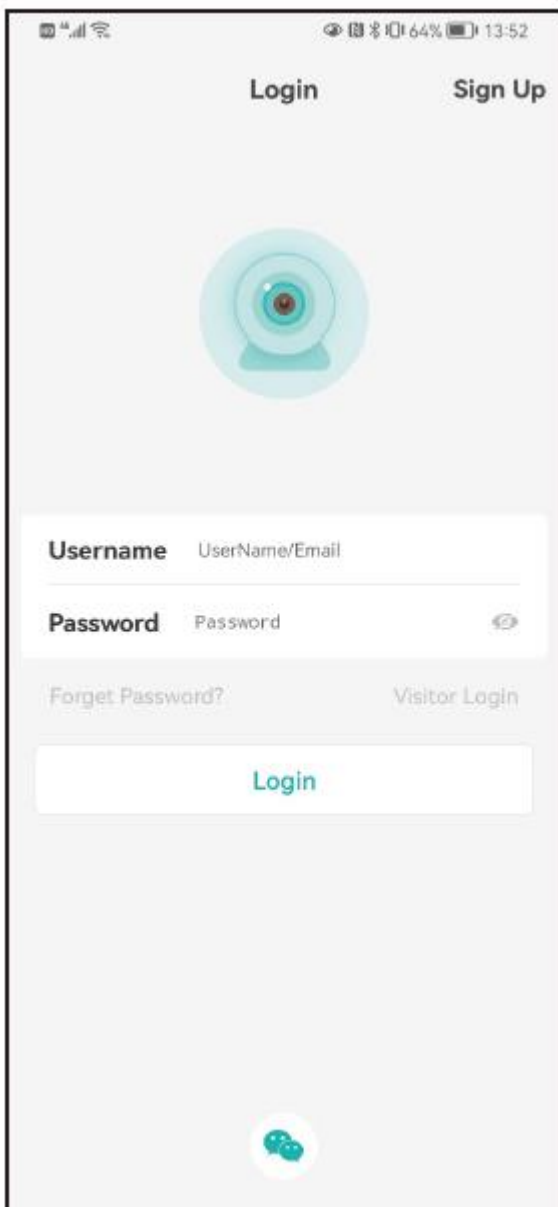 64% 13:52
Login Sign Up
Username UserName/Email
Password Password
Forget Password? Visitor Login
Login